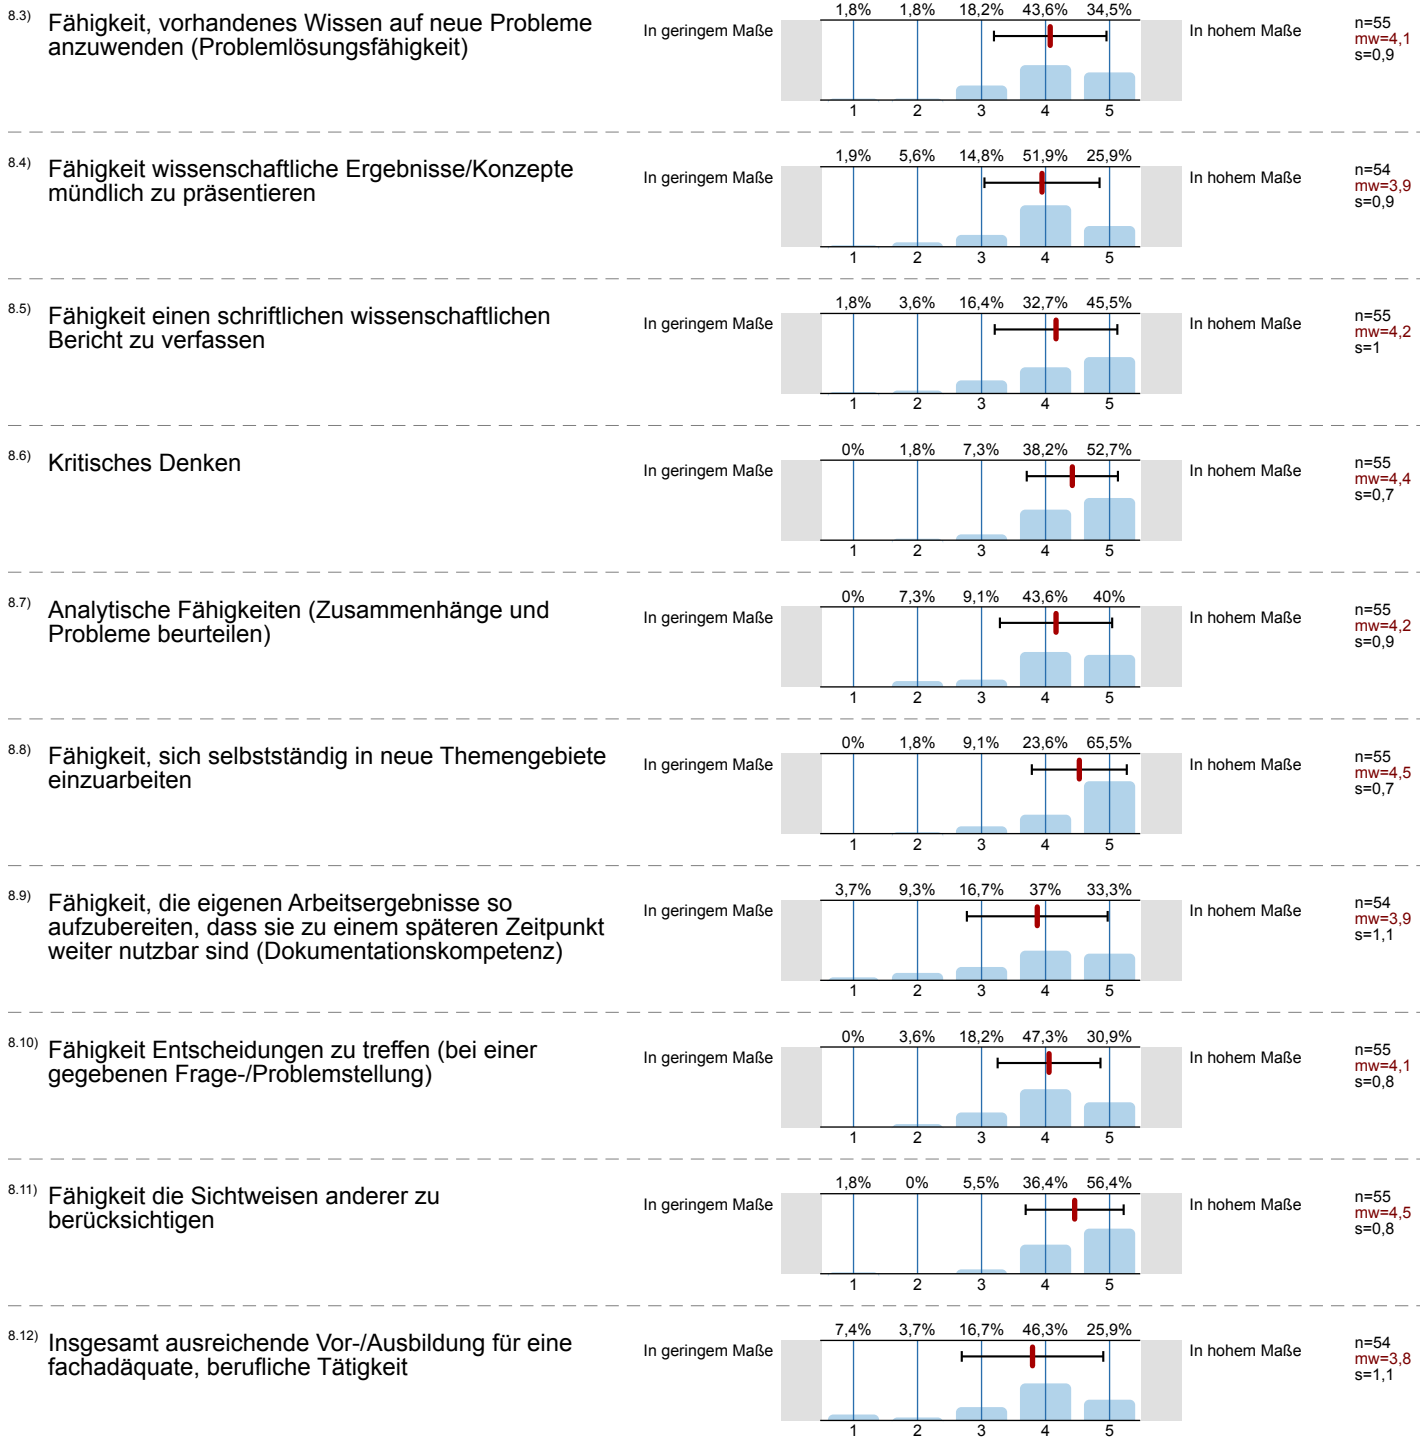 8.3) Fähigkeit, vorhandenes Wissen auf neue Probleme
anzuwenden (Problemlösungsfähigkeit)
In geringem Maße
1,8% 1,8% 18,2% 43,6% 34,5%
1 2 3 4 5
In hohem Maße
n=55
mw=4,1
s=0,9
8.4) Fähigkeit wissenschaftliche Ergebnisse/Konzepte
mündlich zu präsentieren
In geringem Maße
1,9% 5,6% 14,8% 51,9% 25,9%
1 2 3 4 5
In hohem Maße
n=54
mw=3,9
s=0,9
8.5) Fähigkeit einen schriftlichen wissenschaftlichen
Bericht zu verfassen
In geringem Maße
1,8% 3,6% 16,4% 32,7% 45,5%
1 2 3 4 5
In hohem Maße
n=55
mw=4,2
s=1
8.6) Kritisches Denken
In geringem Maße
0% 1,8% 7,3% 38,2% 52,7%
1 2 3 4 5
In hohem Maße
n=55
mw=4,4
s=0,7
8.7) Analytische Fähigkeiten (Zusammenhänge und
Probleme beurteilen)
In geringem Maße
0% 7,3% 9,1% 43,6% 40%
1 2 3 4 5
In hohem Maße
n=55
mw=4,2
s=0,9
8.8) Fähigkeit, sich selbstständig in neue Themengebiete
einzuarbeiten
In geringem Maße
0% 1,8% 9,1% 23,6% 65,5%
1 2 3 4 5
In hohem Maße
n=55
mw=4,5
s=0,7
8.9) Fähigkeit, die eigenen Arbeitsergebnisse so
aufzubereiten, dass sie zu einem späteren Zeitpunkt
weiter nutzbar sind (Dokumentationskompetenz)
In geringem Maße
3,7% 9,3% 16,7% 37% 33,3%
1 2 3 4 5
In hohem Maße
n=54
mw=3,9
s=1,1
8.10) Fähigkeit Entscheidungen zu treffen (bei einer
gegebenen Frage-/Problemstellung)
In geringem Maße
0% 3,6% 18,2% 47,3% 30,9%
1 2 3 4 5
In hohem Maße
n=55
mw=4,1
s=0,8
8.11) Fähigkeit die Sichtweisen anderer zu
berücksichtigen
In geringem Maße
1,8% 0% 5,5% 36,4% 56,4%
1 2 3 4 5
In hohem Maße
n=55
mw=4,5
s=0,8
8.12) Insgesamt ausreichende Vor-/Ausbildung für eine
fachadäquate, berufliche Tätigkeit
In geringem Maße
7,4% 3,7% 16,7% 46,3% 25,9%
1 2 3 4 5
In hohem Maße
n=54
mw=3,8
s=1,1